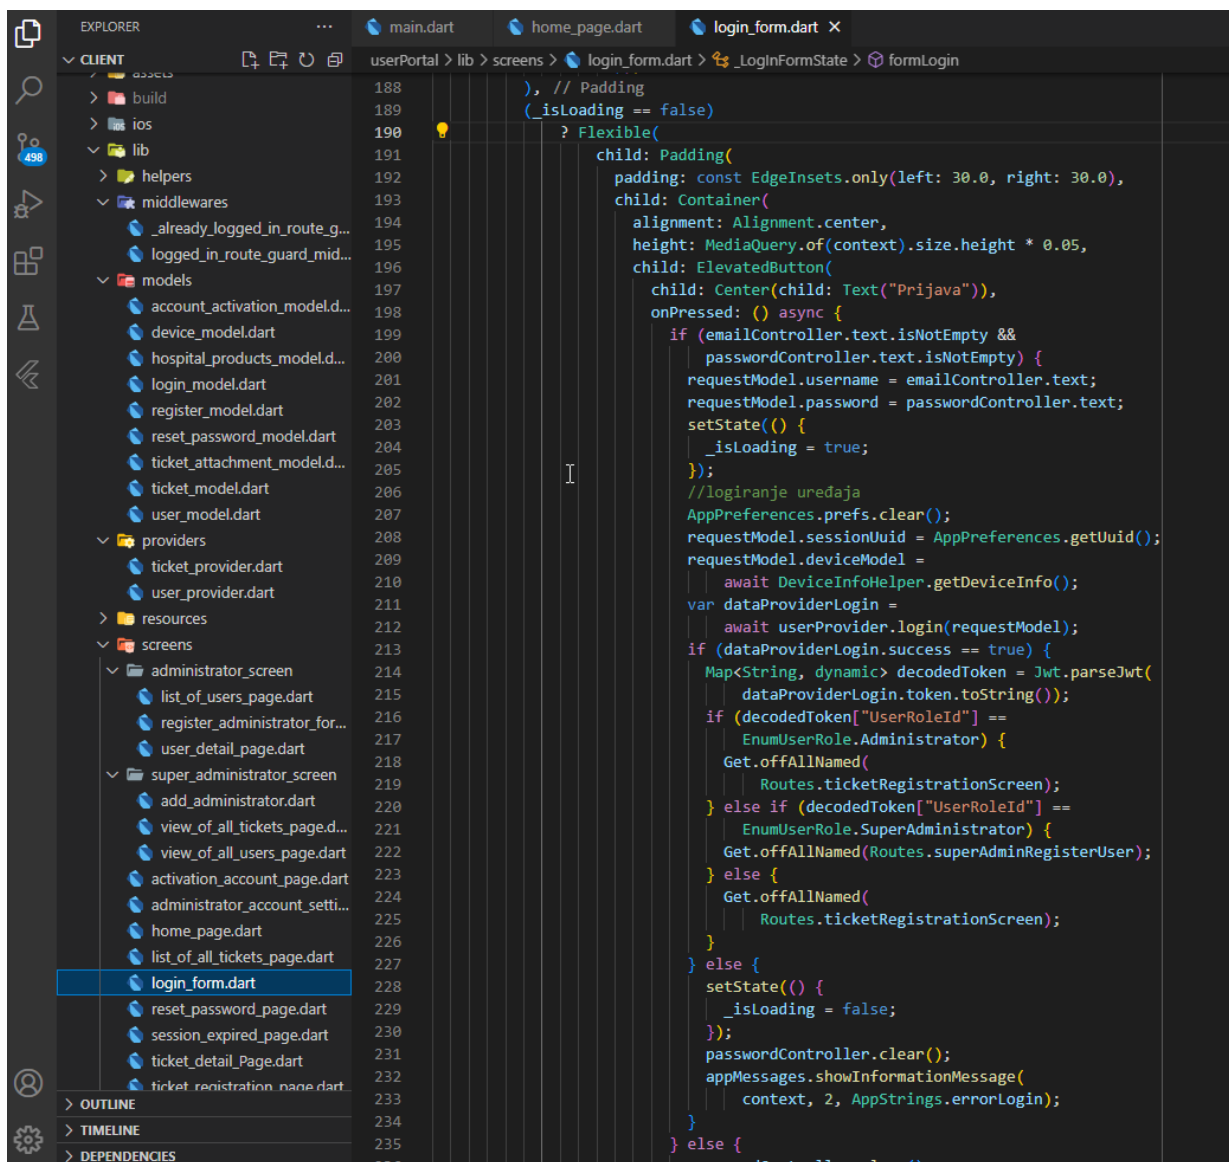 EXPLORER
CLIENT
assets
build
ios
lib
helpers
middlewares
_already_logged_in_route_g...
logged_in_route_guard_mid...
models
account_activation_model.d...
device_model.dart
hospital_products_model.d...
login_model.dart
register_model.dart
reset_password_model.dart
ticket_attachment_model.d...
ticket_model.dart
user_model.dart
providers
ticket_provider.dart
user_provider.dart
resources
screens
administrator_screen
list_of_users_page.dart
register_administrator_for...
user_detail_page.dart
super_administrator_screen
add_administrator.dart
view_of_all_tickets_page.d...
view_of_all_users_page.dart
activation_account_page.dart
administrator_account_setti...
home_page.dart
list_of_all_tickets_page.dart
login_form.dart
reset_password_page.dart
session_expired_page.dart
ticket_detail_Page.dart
ticket_registration_page.dart
OUTLINE
TIMELINE
DEPENDENCIES
498
main.dart home_page.dart login_form.dart
userPortal > lib > screens > login_form.dart > _LogInFormState > formLogin
188 ), // Padding
189 (_isLoading == false)
190 ? Flexible(
191 child: Padding(
192 padding: const EdgeInsets.only(left: 30.0, right: 30.0),
193 child: Container(
194 alignment: Alignment.center,
195 height: MediaQuery.of(context).size.height * 0.05,
196 child: ElevatedButton(
197 child: Center(child: Text("Prijava")),
198 onPressed: () async {
199 if (emailController.text.isNotEmpty &&
200 passwordController.text.isNotEmpty) {
201 requestModel.username = emailController.text;
202 requestModel.password = passwordController.text;
203 setState(() {
204 _isLoading = true;
205 });
206 //logiranje uređaja
207 AppPreferences.prefs.clear();
208 requestModel.sessionUuid = AppPreferences.getUuid();
209 requestModel.deviceModel =
210 await DeviceInfoHelper.getDeviceInfo();
211 var dataProviderLogin =
212 await userProvider.login(requestModel);
213 if (dataProviderLogin.success == true) {
214 Map<String, dynamic> decodedToken = Jwt.parseJwt(
215 dataProviderLogin.token.toString());
216 if (decodedToken["UserRoleId"] ==
217 EnumUserRole.Administrator) {
218 Get.offAllNamed(
219 Routes.ticketRegistrationScreen);
220 } else if (decodedToken["UserRoleId"] ==
221 EnumUserRole.SuperAdministrator) {
222 Get.offAllNamed(Routes.superAdminRegisterUser);
223 } else {
224 Get.offAllNamed(
225 Routes.ticketRegistrationScreen);
226 }
227 } else {
228 setState(() {
229 _isLoading = false;
230 });
231 passwordController.clear();
232 appMessages.showInformationMessage(
233 context, 2, AppStrings.errorLogin);
234 }
235 } else {